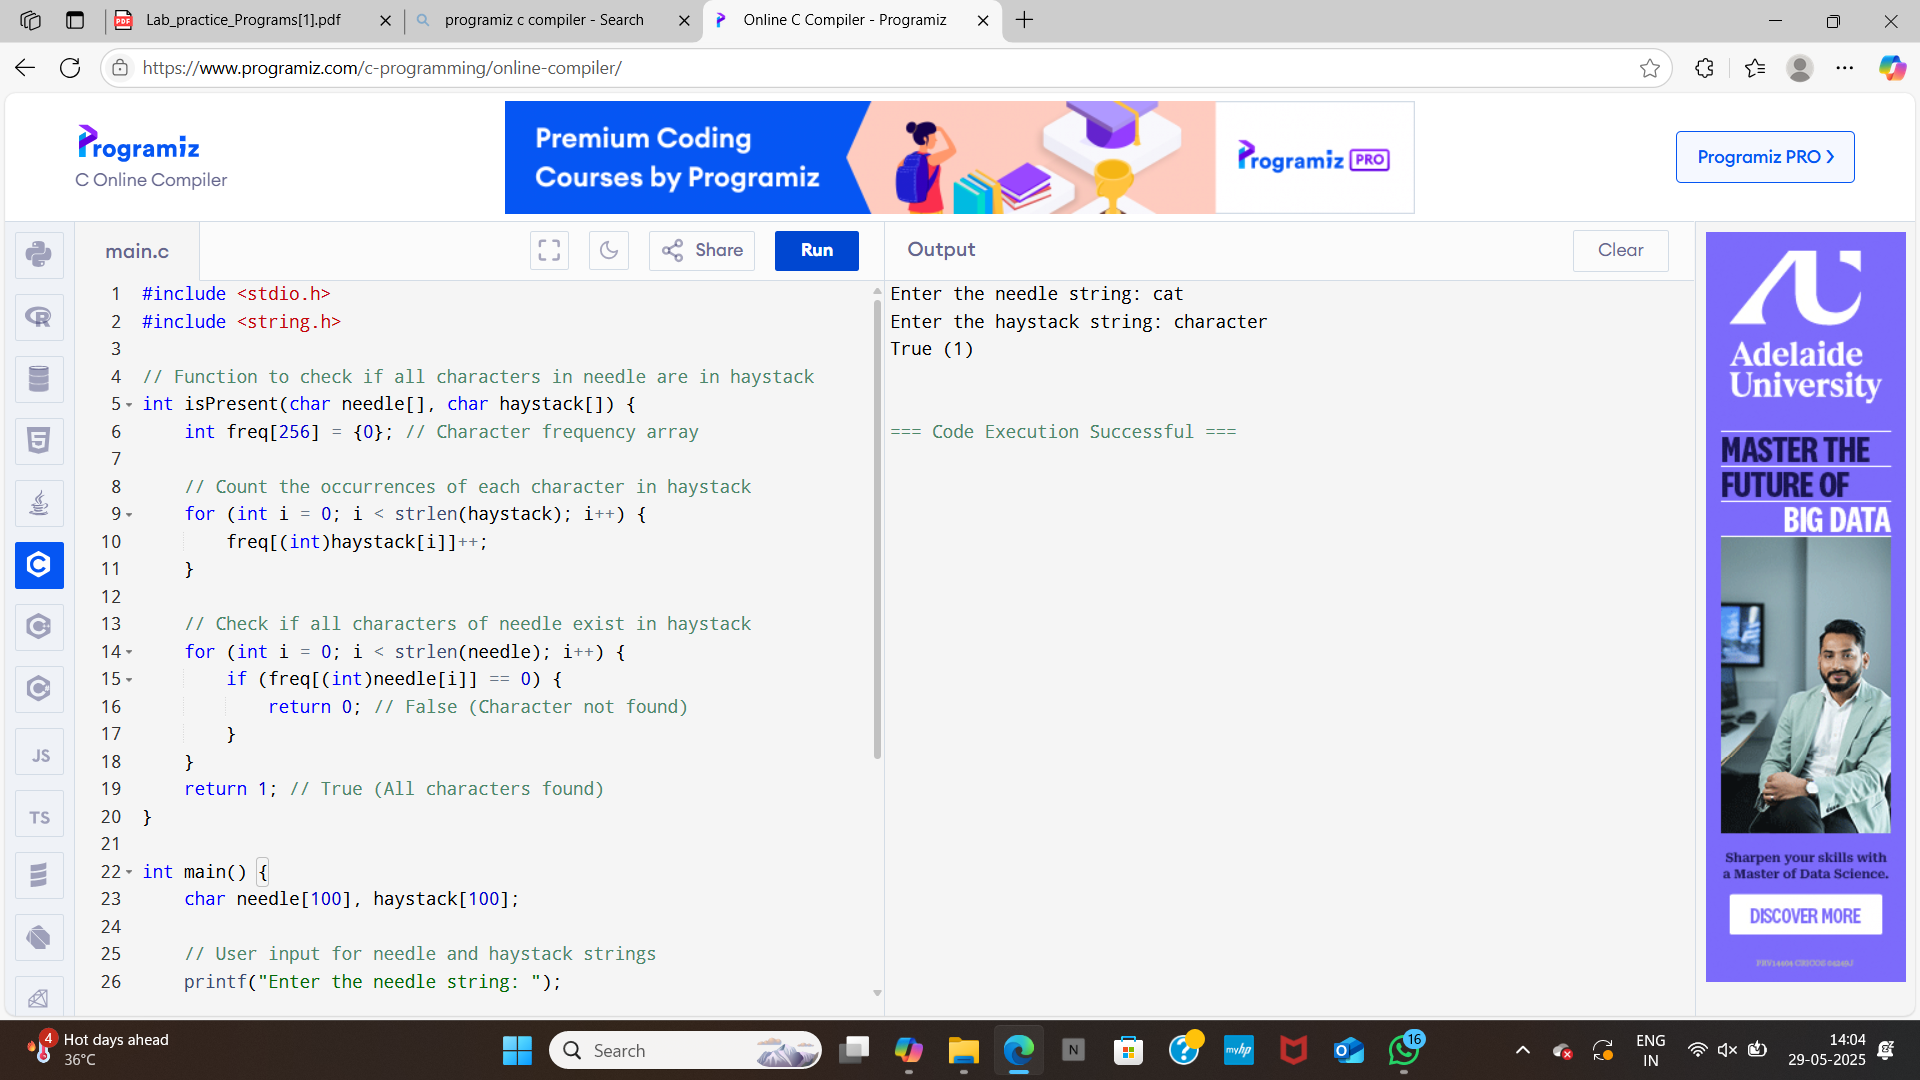 Lab_practice_Programs[1].pdf
programiz c compiler - Search
Online C Compiler - Programiz
https://www.programiz.com/c-programming/online-compiler/
Programiz
C Online Compiler
Premium Coding
Courses by Programiz
Programiz PRO
Programiz PRO
main.c
Share
Run
Output
Clear
1 #include <stdio.h>
2 #include <string.h>
3
4 // Function to check if all characters in needle are in haystack
5 int isPresent(char needle[], char haystack[]) {
6 int freq[256] = {0}; // Character frequency array
7
8 // Count the occurrences of each character in haystack
9 for (int i = 0; i < strlen(haystack); i++) {
10 freq[(int)haystack[i]]++;
11 }
12
13 // Check if all characters of needle exist in haystack
14 for (int i = 0; i < strlen(needle); i++) {
15 if (freq[(int)needle[i]] == 0) {
16 return 0; // False (Character not found)
17 }
18 }
19 return 1; // True (All characters found)
20 }
21
22 int main() {
23 char needle[100], haystack[100];
24
25 // User input for needle and haystack strings
26 printf("Enter the needle string: ");
Enter the needle string: cat
Enter the haystack string: character
True (1)
=== Code Execution Successful ===
R
5
C
JS
TS
Adelaide
University
MASTER THE
FUTURE OF
BIG DATA
Sharpen your skills with
a Master of Data Science.
DISCOVER MORE
4
Hot days ahead
36°C
Search
N
?
myhp
16
ENG
IN
14:04
29-05-2025